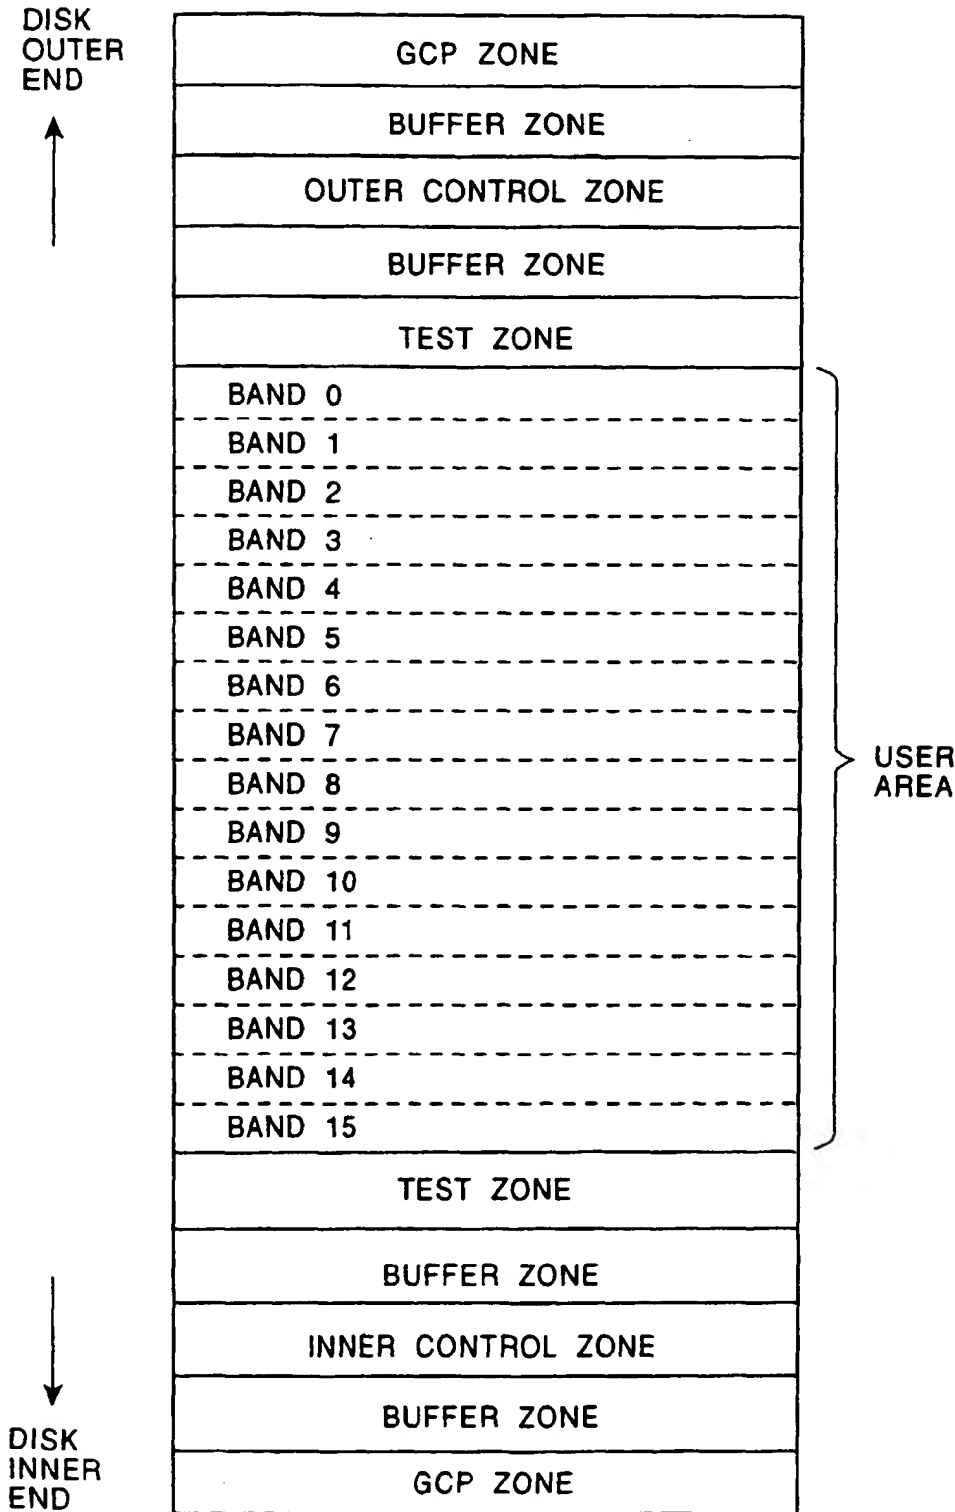 DISK
OUTER
END
GCP ZONE
BUFFER ZONE
OUTER CONTROL ZONE
BUFFER ZONE
TEST ZONE
BAND 0
BAND 1
BAND 2
BAND 3
BAND 4
BAND 5
BAND 6
BAND 7
BAND 8
BAND 9
BAND 10
BAND 11
BAND 12
BAND 13
BAND 14
BAND 15
USER
AREA
TEST ZONE
BUFFER ZONE
INNER CONTROL ZONE
BUFFER ZONE
GCP ZONE
DISK
INNER
END